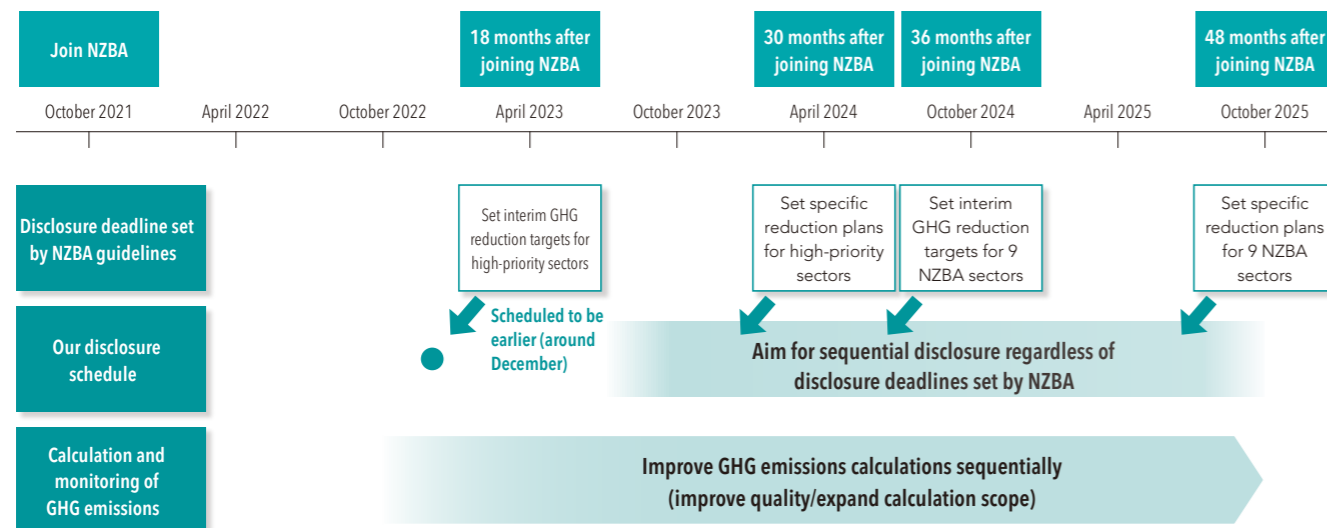 Join NZBA
18 months after
joining NZBA
30 months after
joining NZBA
36 months after
joining NZBA
48 months after
joining NZBA
October 2021
April 2022
October 2022
April 2023
October 2023
April 2024
October 2024
April 2025
October 2025
Disclosure deadline set
by NZBA guidelines
Set interim GHG
reduction targets for
high-priority sectors
Set specific
reduction plans
for high-priority
sectors
Set interim
GHG reduction
targets for 9
NZBA sectors
Set specific
reduction plans
for 9 NZBA
sectors
Our disclosure
schedule
Scheduled to be
earlier (around
December)
Aim for sequential disclosure regardless of
disclosure deadlines set by NZBA
Calculation and
monitoring of
GHG emissions
Improve GHG emissions calculations sequentially
(improve quality/expand calculation scope)